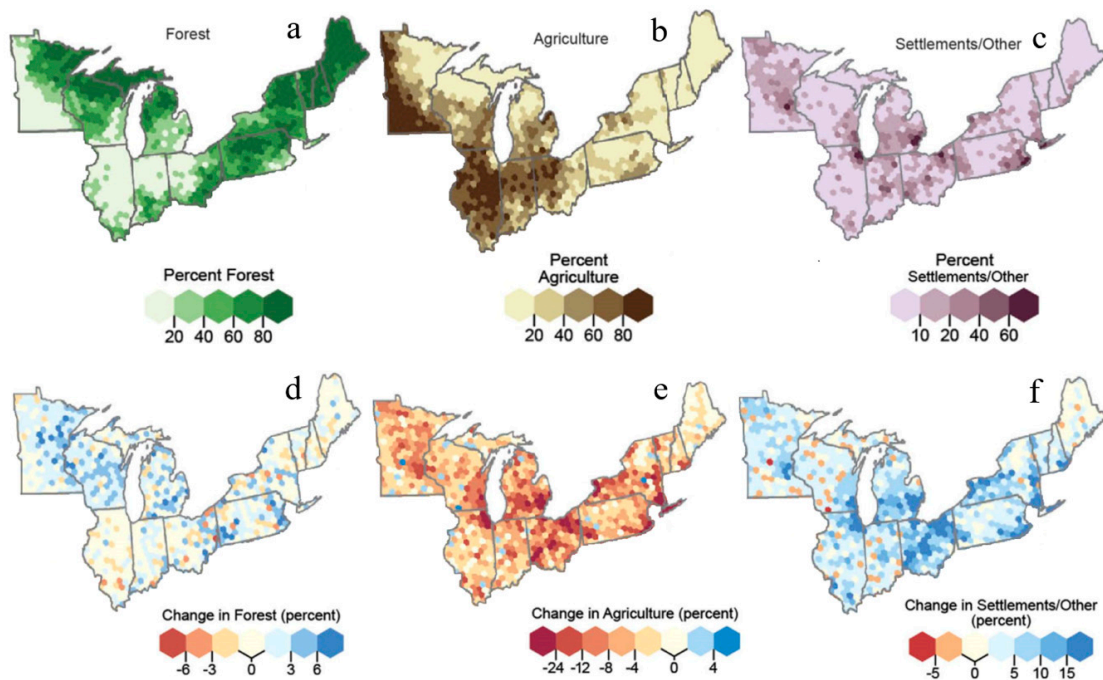 Forest
a
Agriculture
b
Settlements/Other
c
Percent Forest
20 40 60 80
Percent
Agriculture
20 40 60 80
Percent
Settlements/Other
10 20 40 60
d
e
f
Change in Forest (percent)
-6 -3 0 3 6
Change in Agriculture (percent)
-24 -12 -8 -4 0 4
Change in Settlements/Other
(percent)
-5 0 5 10 15